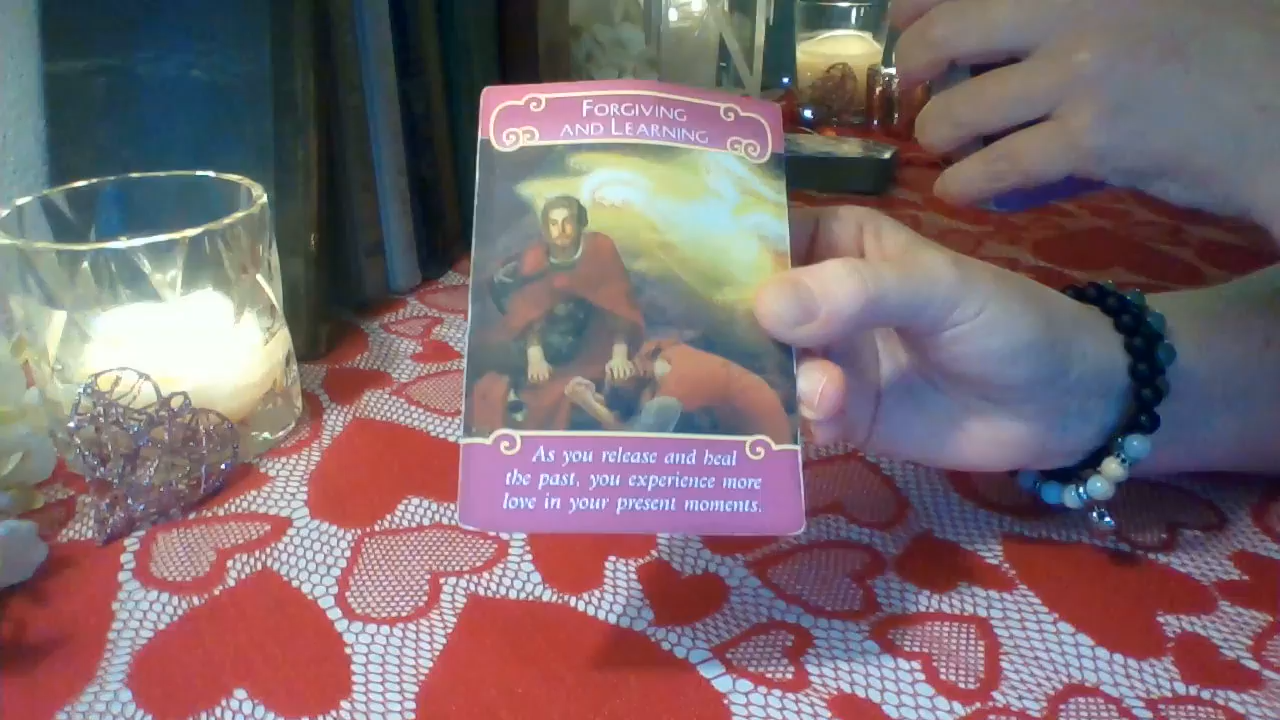 FORGIVING
AND LEARNING
As you release and heal
the past, you experience more
love in your present moments.